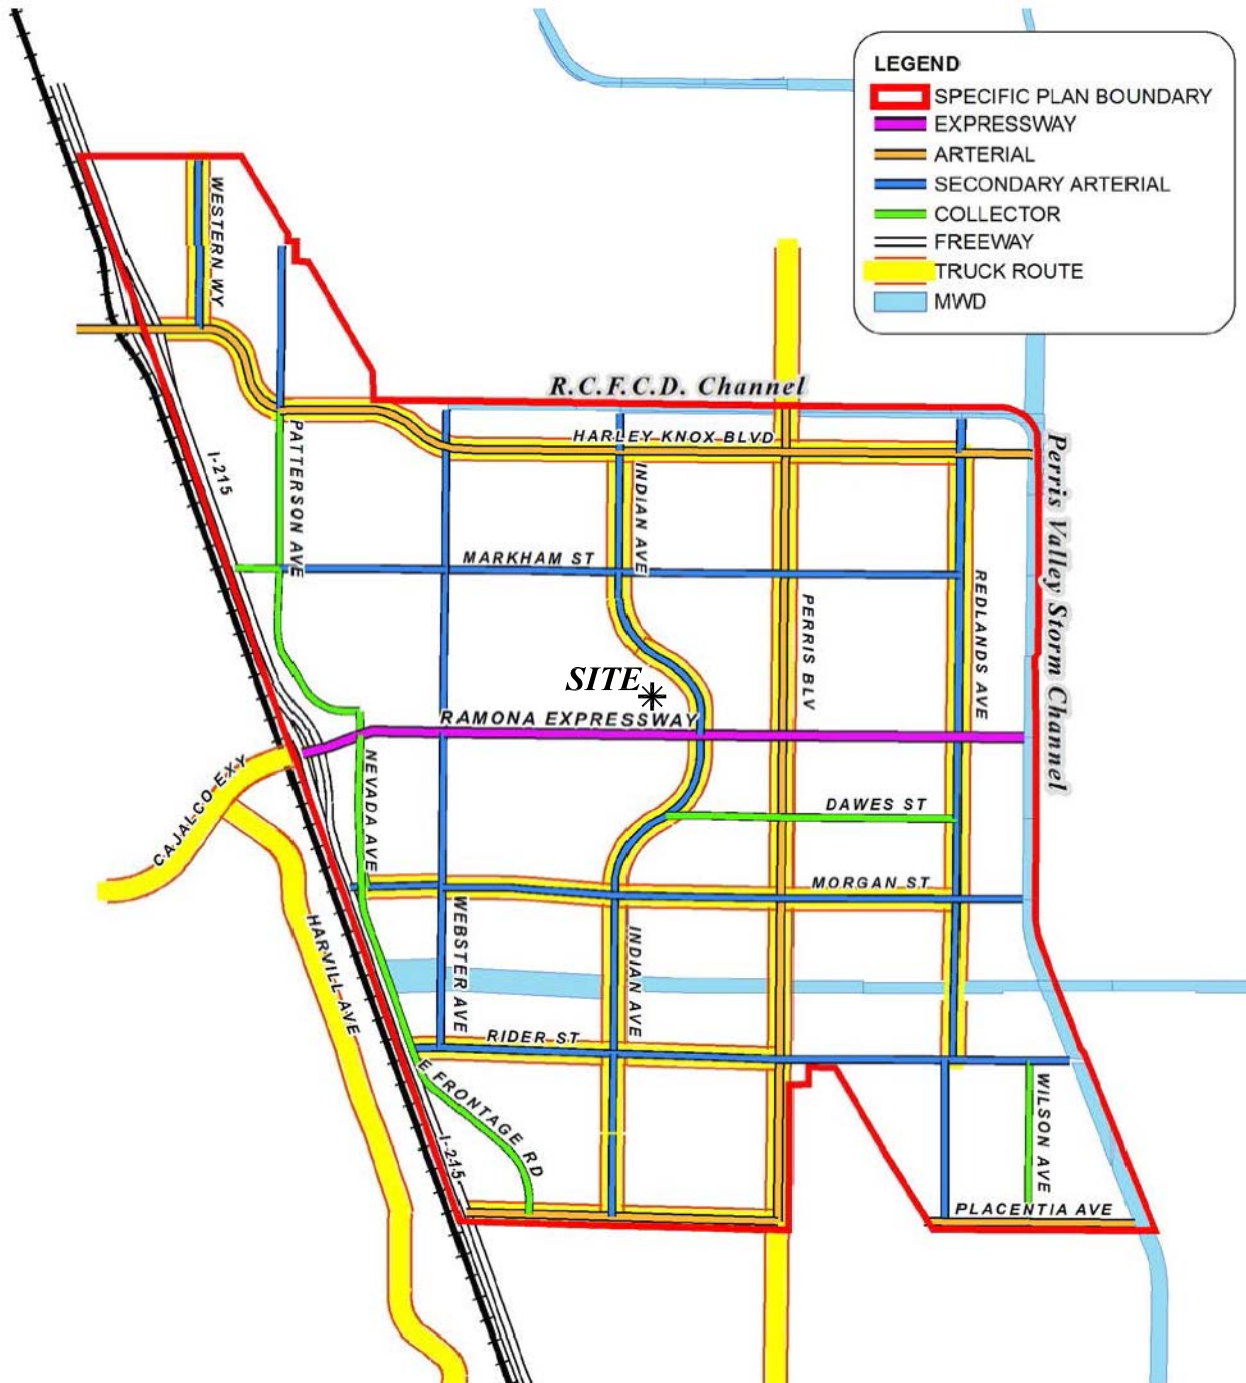 LEGEND
SPECIFIC PLAN BOUNDARY
EXPRESSWAY
ARTERIAL
SECONDARY ARTERIAL
COLLECTOR
FREEWAY
TRUCK ROUTE
MWD
WESTERN WY
R.C.F.C.D. Channel
HARLEY KNOX BLVD
PATTERSON AVE
I-215
INDIAN AVE
Perris Valley Storm Channel
MARKHAM ST
REDLANDS AVE
PERRIS BLV
SITE
RAMONA EXPRESSWAY
NEVADA AVE
CAJALCO EXY
DAWES ST
MORGAN ST
WEBSTER AVE
HARVILL AVE
INDIAN AVE
RIDER ST
E FRONTAGE RD
WILSON AVE
I-215
PLACENTIA AVE